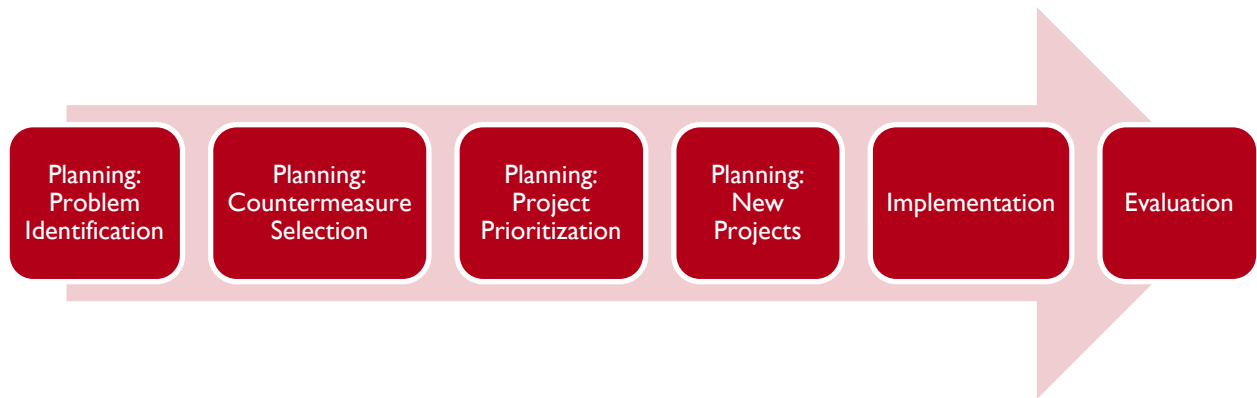 Planning:
Problem
Identification
Planning:
Countermeasure
Selection
Planning:
Project
Prioritization
Planning:
New
Projects
Implementation
Evaluation